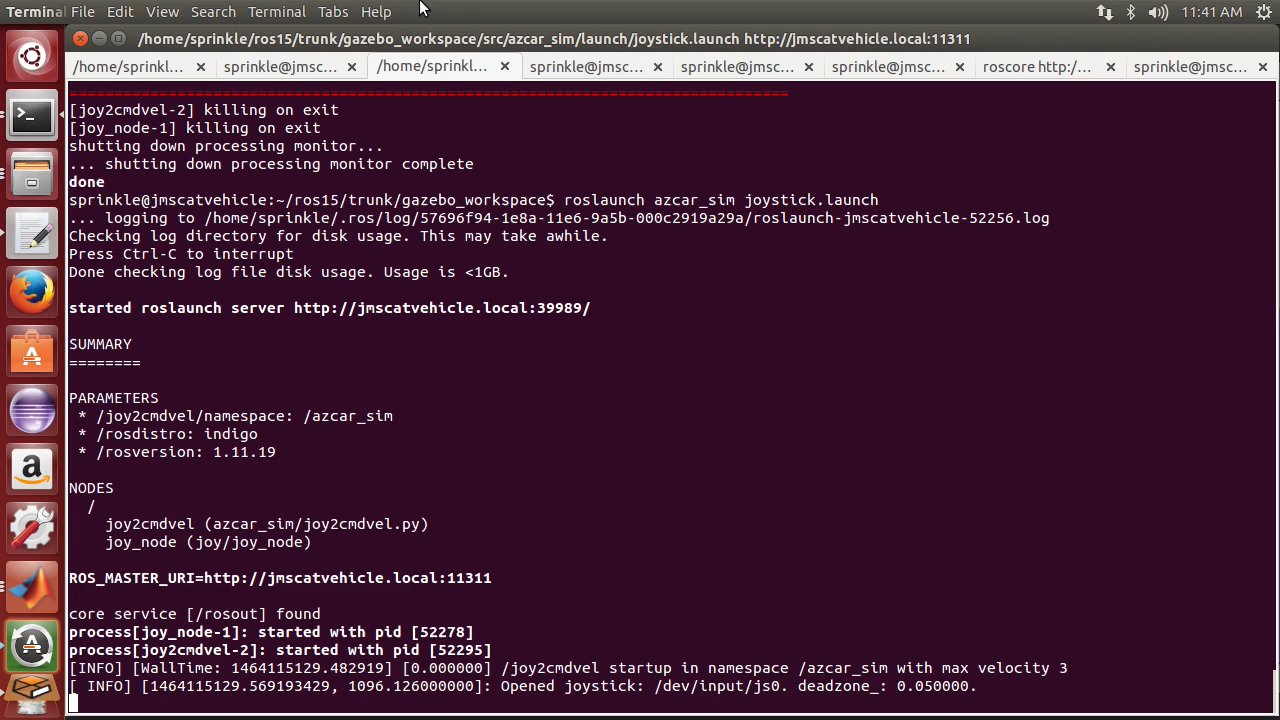 Terminal File Edit View Search Terminal Tabs Help 11:41 AM
/home/sprinkle/ros15/trunk/gazebo_workspace/src/azcar_sim/launch/joystick.launch http://jmscatvehicle.local:11311
/home/sprinkl... sprinkle@jmsc... /home/sprinkl... sprinkle@jmsc... sprinkle@jmsc... sprinkle@jmsc... roscore http:/... sprinkle@jmsc...
================================================================================
[joy2cmdvel-2] killing on exit
[joy_node-1] killing on exit
shutting down processing monitor...
... shutting down processing monitor complete
done
sprinkle@jmscatvehicle:~/ros15/trunk/gazebo_workspace$ roslaunch azcar_sim joystick.launch
... logging to /home/sprinkle/.ros/log/57696f94-1e8a-11e6-9a5b-000c2919a29a/roslaunch-jmscatvehicle-52256.log
Checking log directory for disk usage. This may take awhile.
Press Ctrl-C to interrupt
Done checking log file disk usage. Usage is <1GB.
started roslaunch server http://jmscatvehicle.local:39989/
SUMMARY
========
PARAMETERS
* /joy2cmdvel/namespace: /azcar_sim
* /rosdistro: indigo
* /rosversion: 1.11.19
NODES
/
joy2cmdvel (azcar_sim/joy2cmdvel.py)
joy_node (joy/joy_node)
ROS_MASTER_URI=http://jmscatvehicle.local:11311
core service [/rosout] found
process[joy_node-1]: started with pid [52278]
process[joy2cmdvel-2]: started with pid [52295]
[INFO] [WallTime: 1464115129.482919] [0.000000] /joy2cmdvel startup in namespace /azcar_sim with max velocity 3
[ INFO] [1464115129.569193429, 1096.126000000]: Opened joystick: /dev/input/js0. deadzone_: 0.050000.